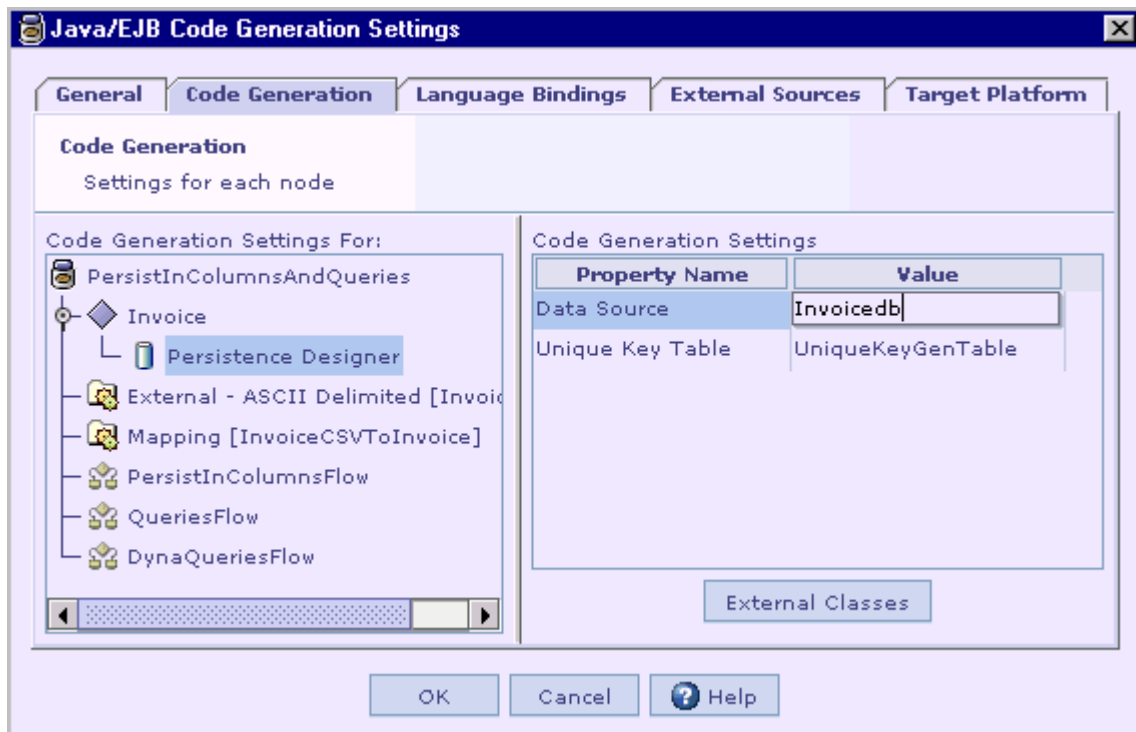 Java/EJB Code Generation Settings
General Code Generation Language Bindings External Sources Target Platform
Code Generation
Settings for each node
Code Generation Settings For:
PersistInColumnsAndQueries
Invoice
Persistence Designer
External - ASCII Delimited [Invoic
Mapping [InvoiceCSVToInvoice]
PersistInColumnsFlow
QueriesFlow
DynaQueriesFlow
Code Generation Settings
Property Name Value
Data Source Invoicedb
Unique Key Table UniqueKeyGenTable
External Classes
OK Cancel ? Help